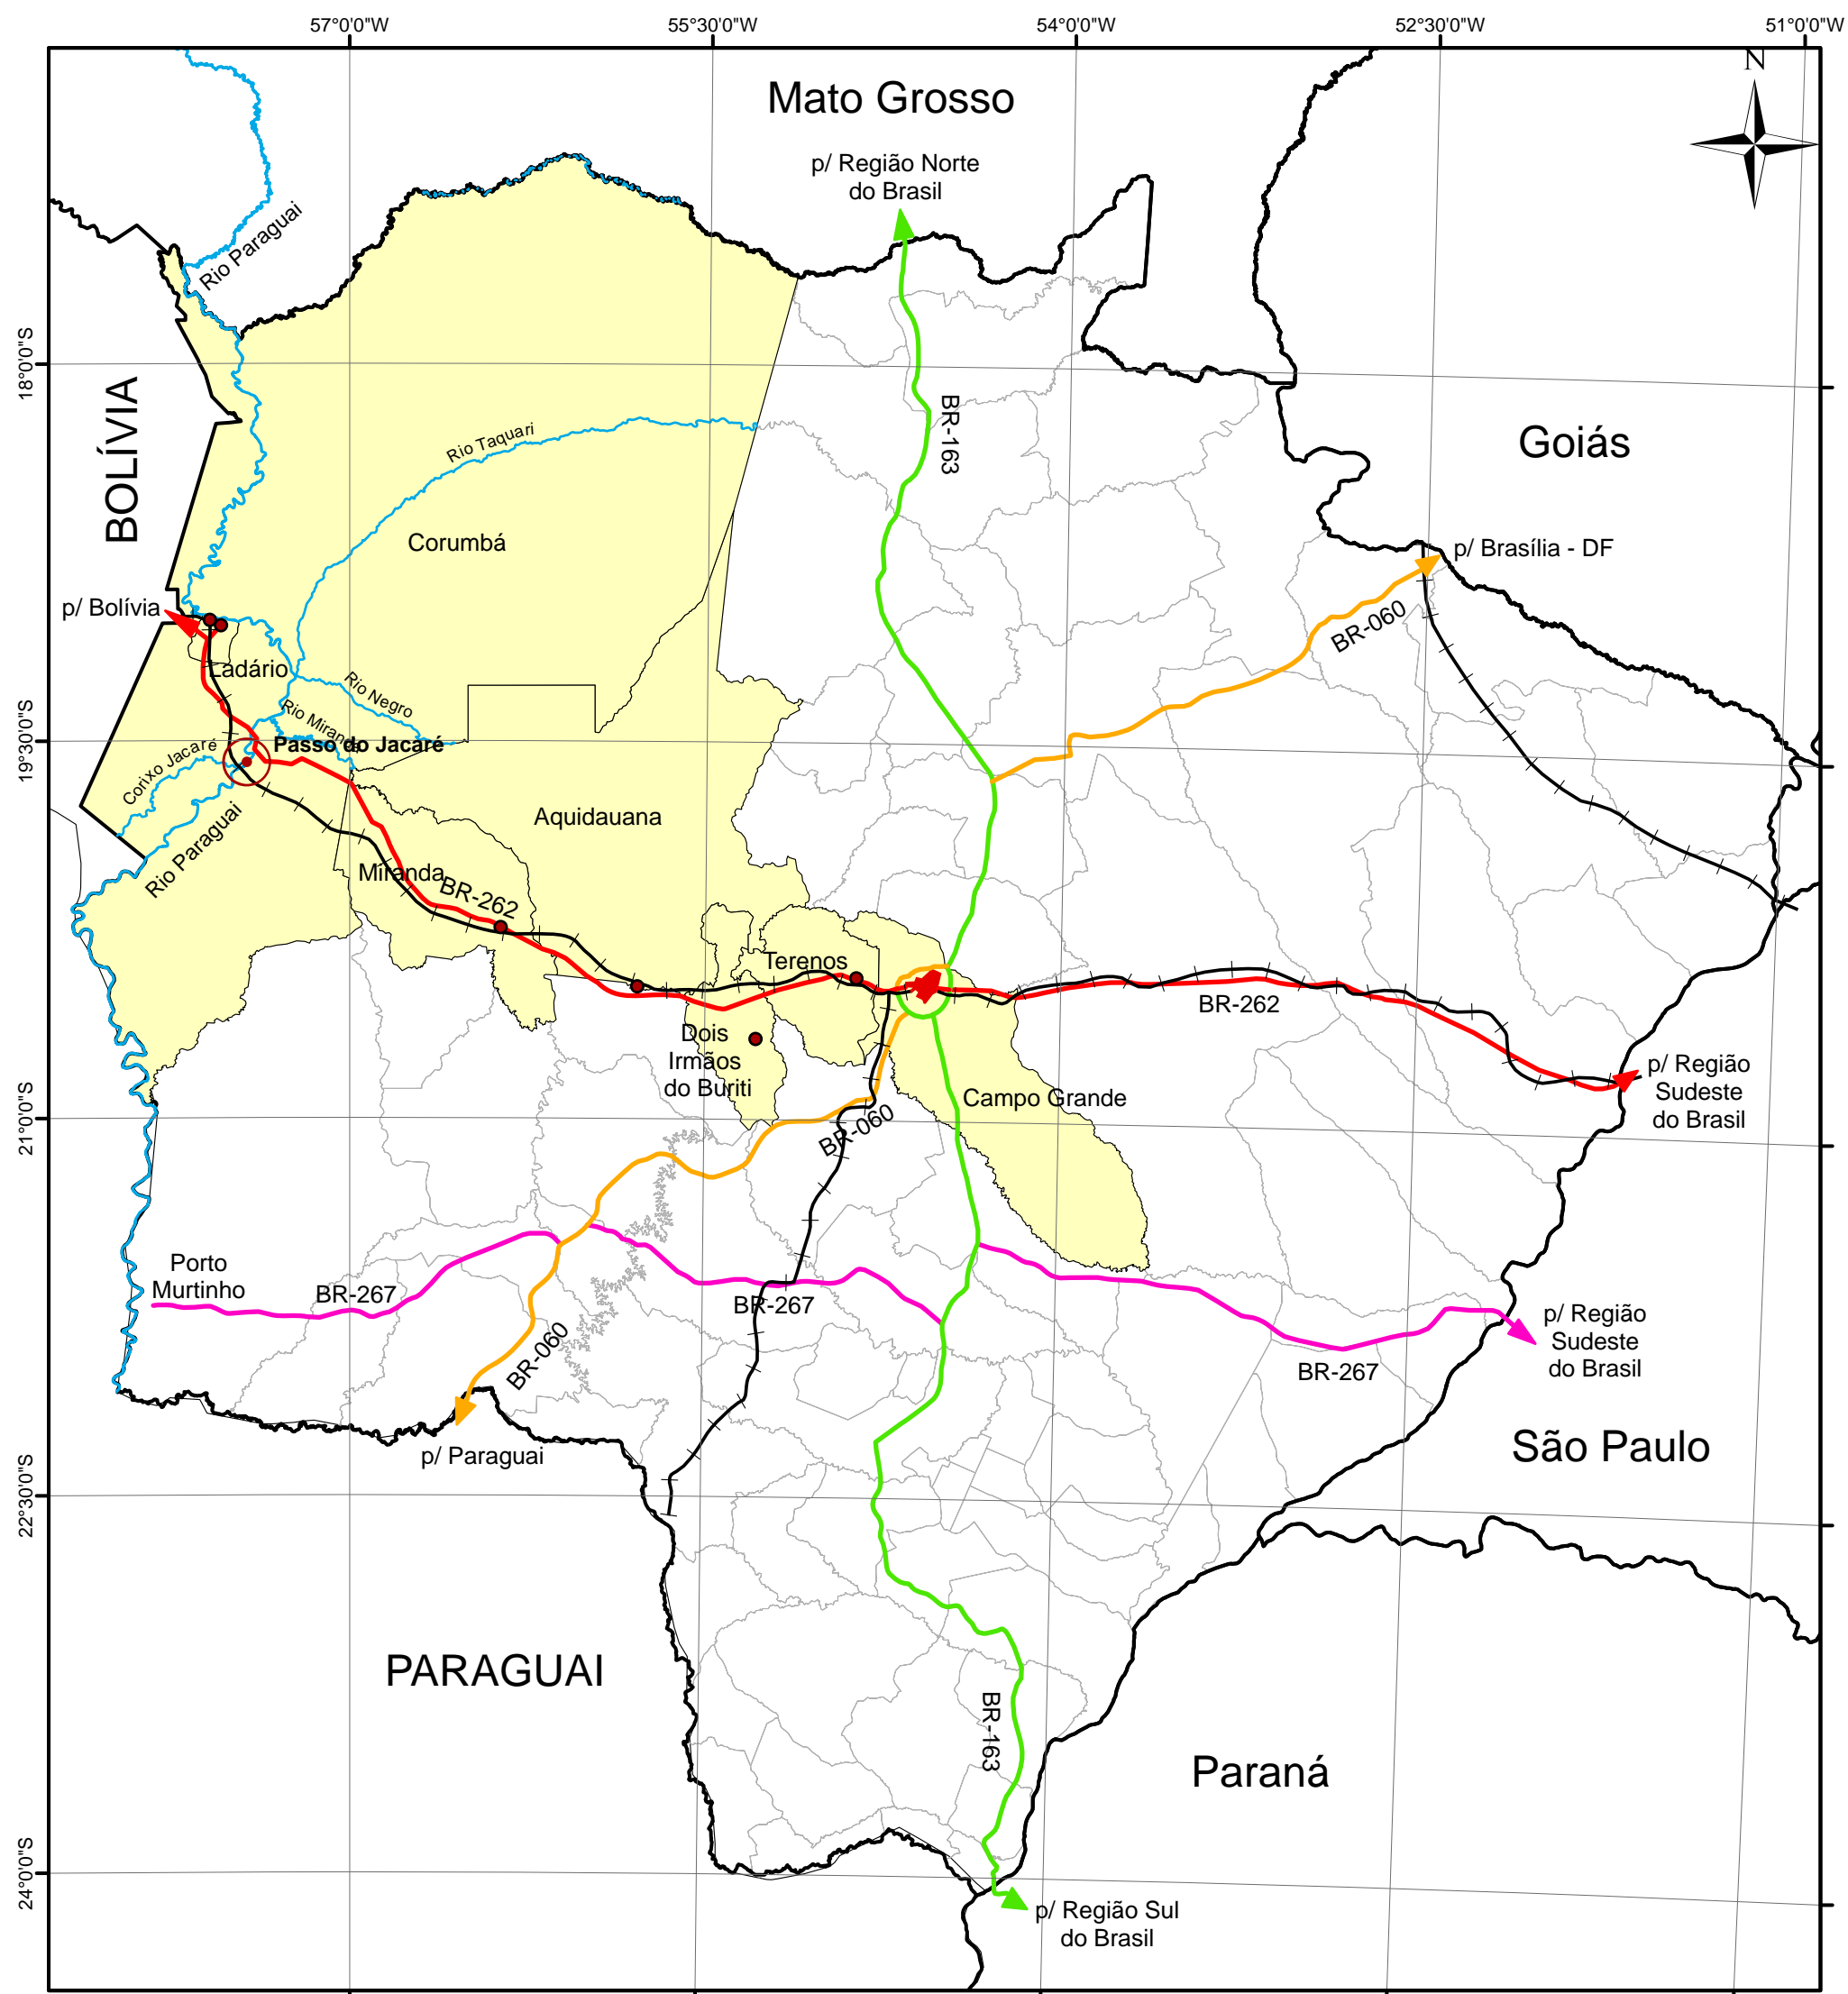 57°0'0"W
55°30'0"W
54°0'0"W
52°30'0"W
51°0'0"W
N
Mato Grosso
p/ Região Norte
do Brasil
Rio Paraguai
18°0'0"S
BOLÍVIA
BR-163
Goiás
Rio Taquari
Corumbá
p/ Brasília - DF
p/ Bolívia
BR-060
Ladário
Rio Negro
Rio Miranda
19°30'0"S
Passo do Jacaré
Corixo Jacaré
Aquidauana
Rio Paraguai
Miranda
BR-262
Terenos
BR-262
Dois
Irmãos
do Buriti
p/ Região
Sudeste
do Brasil
Campo Grande
21°0'0"S
BR-060
Porto
Murtinho
BR-267
BR-267
p/ Região
Sudeste
do Brasil
BR-060
BR-267
p/ Paraguai
São Paulo
22°30'0"S
PARAGUAI
BR-163
Paraná
24°0'0"S
p/ Região Sul
do Brasil